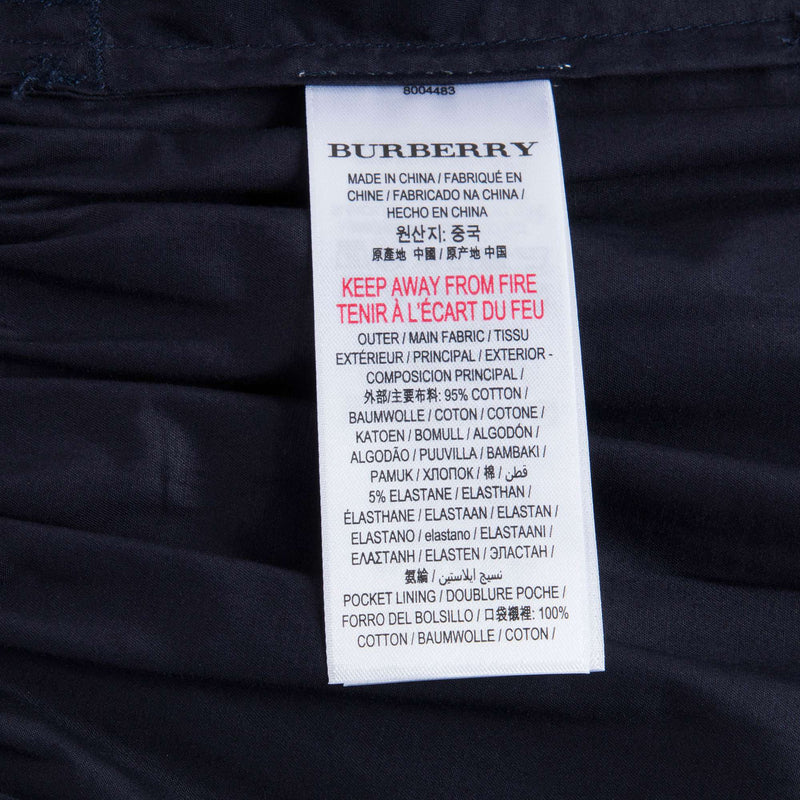 8004483
BURBERRY
MADE IN CHINA / FABRIQUÉ EN
CHINE / FABRICADO NA CHINA /
HECHO EN CHINA
원산지: 중국
原產地 中國 / 原产地 中国
KEEP AWAY FROM FIRE
TENIR À L'ÉCART DU FEU
OUTER / MAIN FABRIC / TISSU
EXTÉRIEUR / PRINCIPAL / EXTERIOR -
COMPOSICION PRINCIPAL /
外部/主要布料: 95% COTTON /
BAUMWOLLE / COTON / COTONE /
KATOEN / BOMULL / ALGODÓN /
ALGODÃO / PUUVILLA / BAMBAKI /
PAMUK / ХЛОПОК / 棉 / قطن /
5% ELASTANE / ELASTHAN /
ÉLASTHANE / ELASTAAN / ELASTAN /
ELASTANO / elastano / ELASTAANI /
ΕΛΑΣΤΑΝΗ / ELASTEN / ЭЛАСТАН /
氨綸 / نسيج ايلاستين /
POCKET LINING / DOUBLURE POCHE /
FORRO DEL BOLSILLO / 口袋襯裡: 100%
COTTON / BAUMWOLLE / COTON /